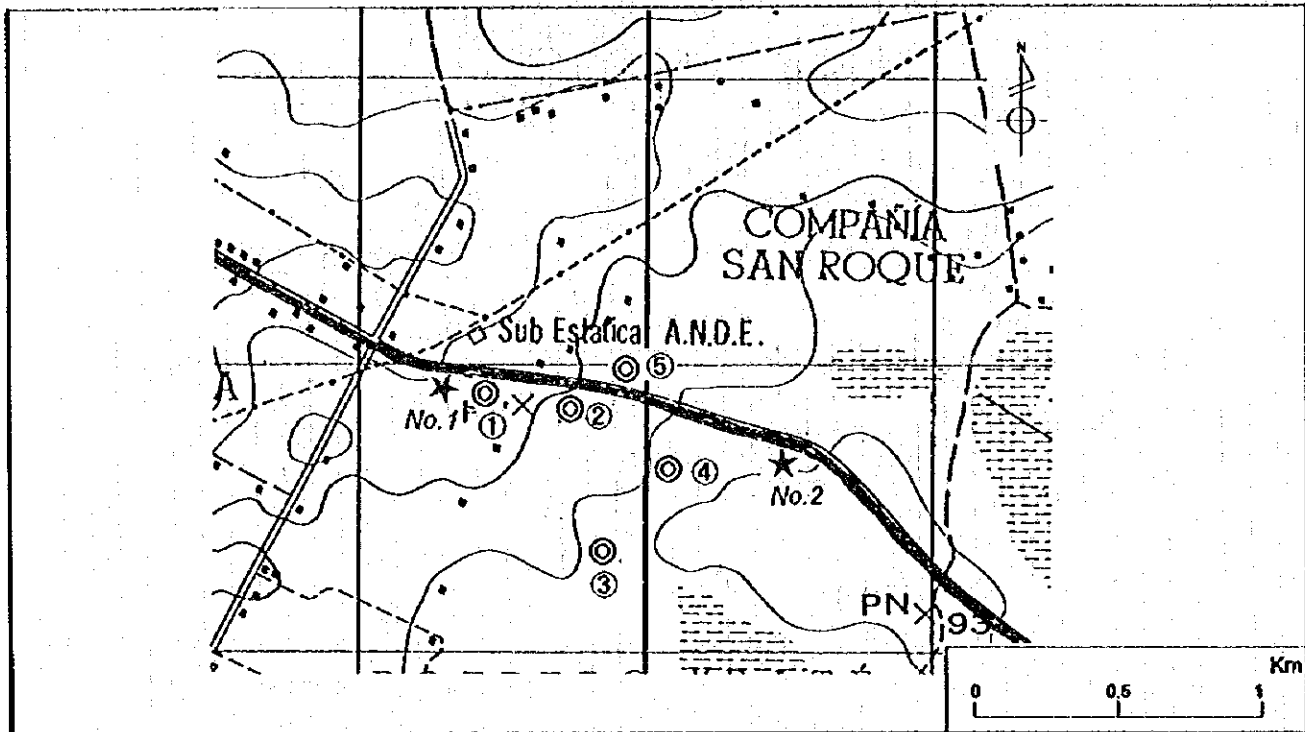 N
COMPAÑÍA
SAN ROQUE
Sub Estatica A.N.D.E.
A
⑤
No.1
①
②
④
No.2
③
PN
93
Km
0 0.5 1